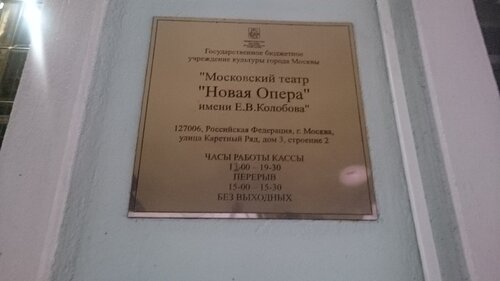 Государственное бюджетное
учреждение культуры города Москвы
"Московский театр
"Новая Опера"
имени Е.В.Колобова"
127006, Российская Федерация, г. Москва,
улица Каретный Ряд, дом 3, строение 2
ЧАСЫ РАБОТЫ КАССЫ
12-00 – 19-30
ПЕРЕРЫВ
15-00 – 15-30
БЕЗ ВЫХОДНЫХ